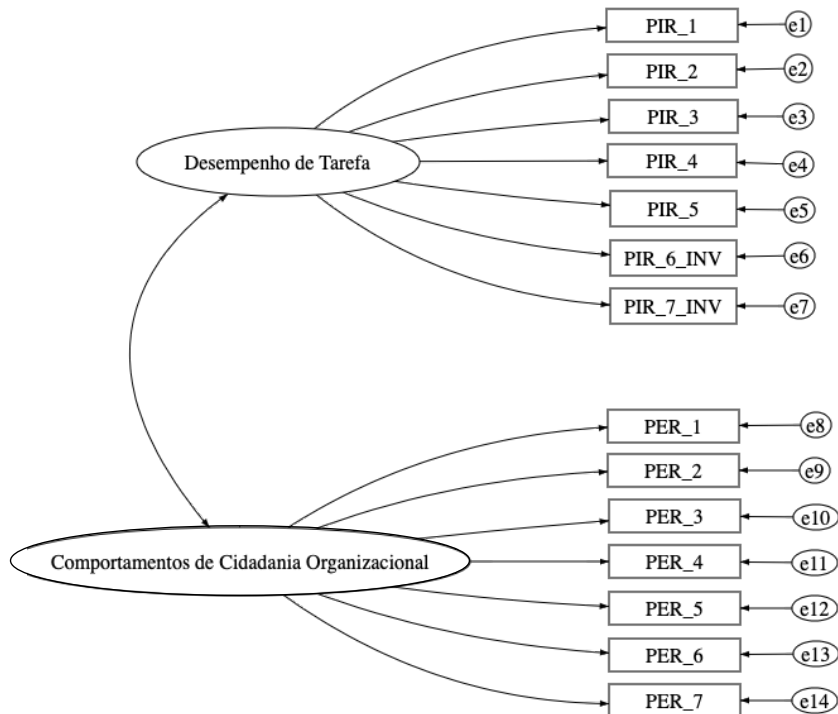 PIR_1
e1
PIR_2
e2
PIR_3
e3
Desempenho de Tarefa
PIR_4
e4
PIR_5
e5
PIR_6_INV
e6
PIR_7_INV
e7
PER_1
e8
PER_2
e9
PER_3
e10
Comportamentos de Cidadania Organizacional
PER_4
e11
PER_5
e12
PER_6
e13
PER_7
e14